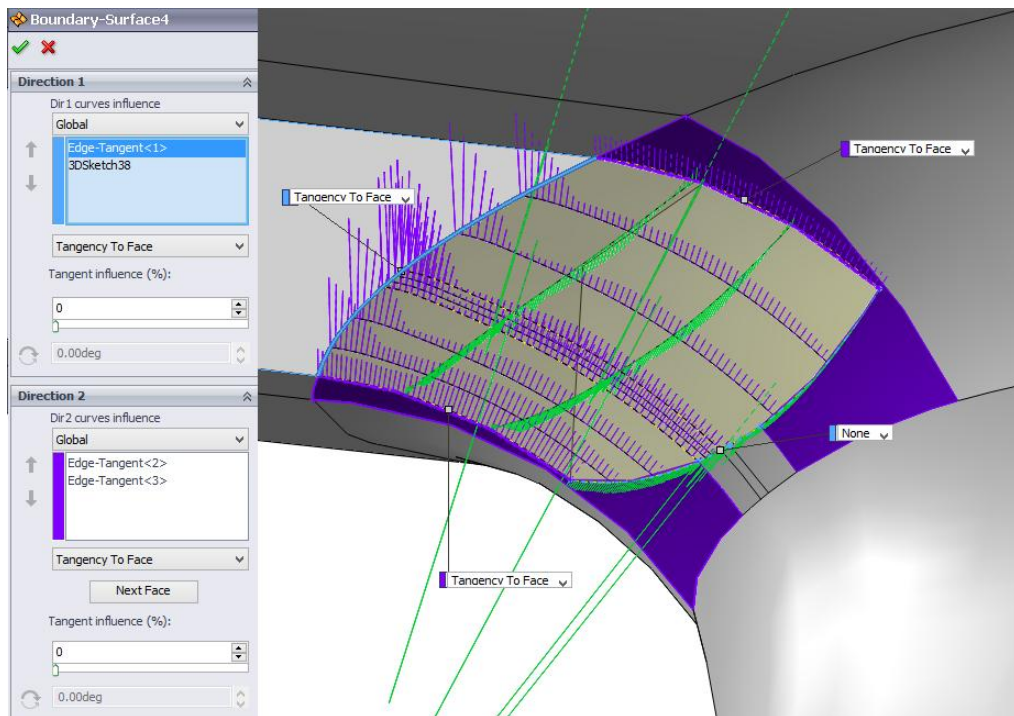 Boundary-Surface4
Direction 1
Dir1 curves influence
Global
Edge-Tangent<1>
3DSketch38
Tangency To Face
Tangent influence (%):
0
0.00deg
Direction 2
Dir2 curves influence
Global
Edge-Tangent<2>
Edge-Tangent<3>
Tangency To Face
Next Face
Tangent influence (%):
0
0.00deg
Tangency To Face
Tangency To Face
None
Tangency To Face